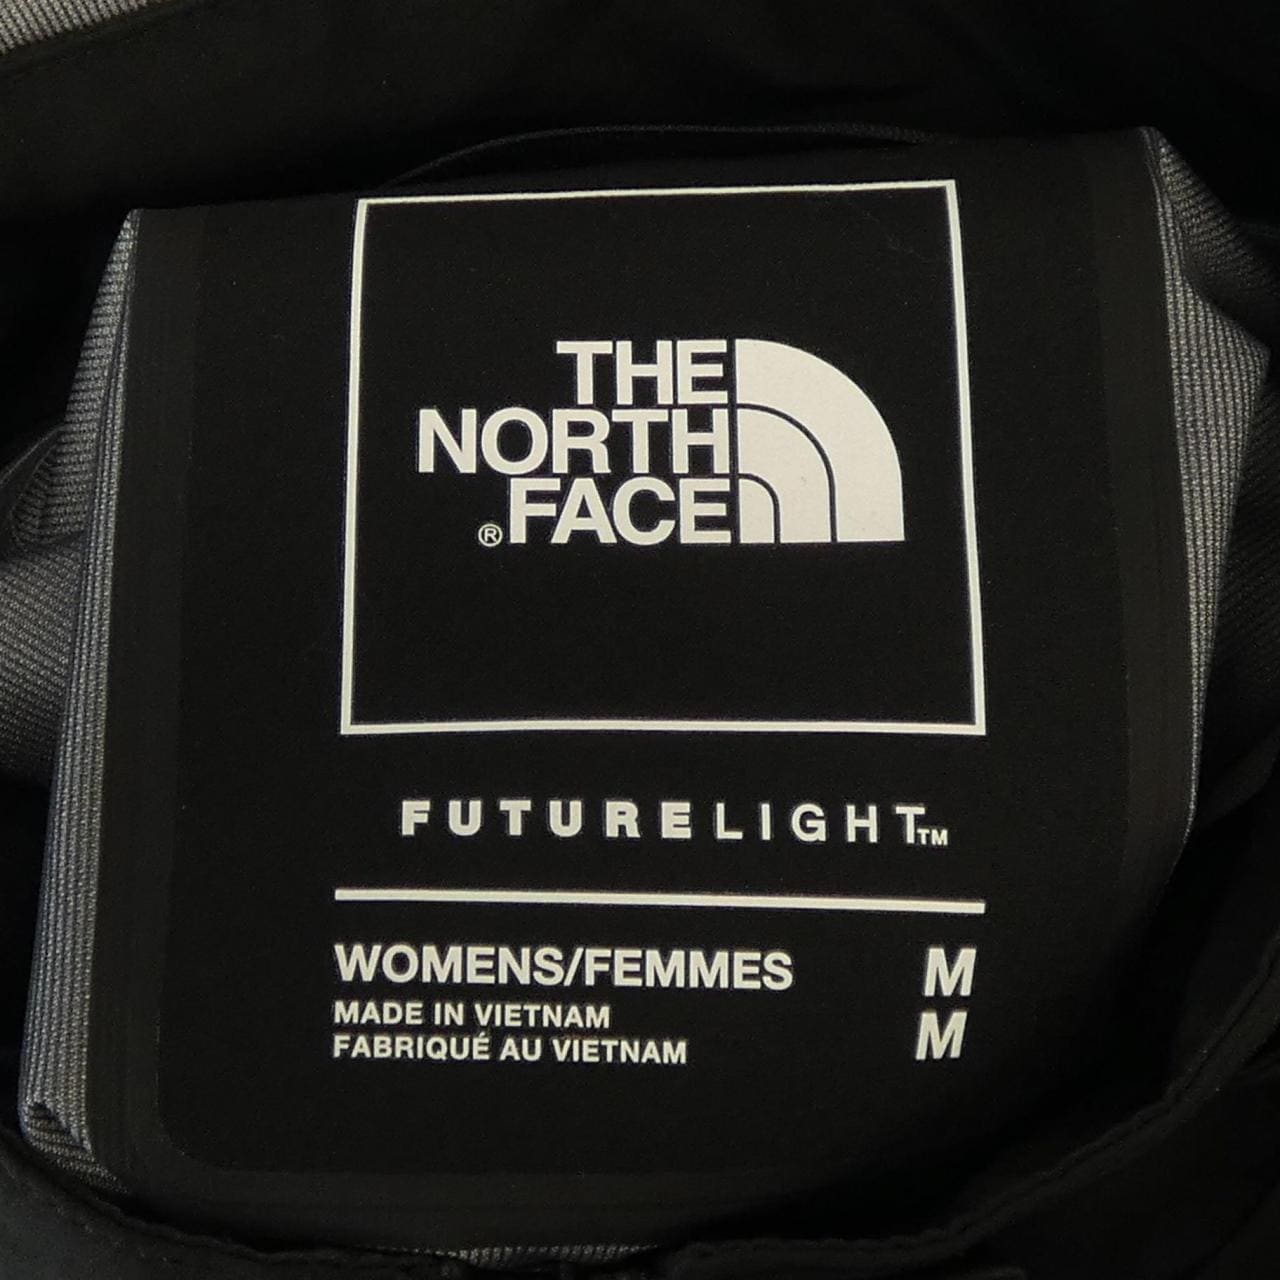 THE
NORTH
® FACE
FUTURELIGHT™
WOMENS/FEMMES M
MADE IN VIETNAM M
FABRIQUÉ AU VIETNAM